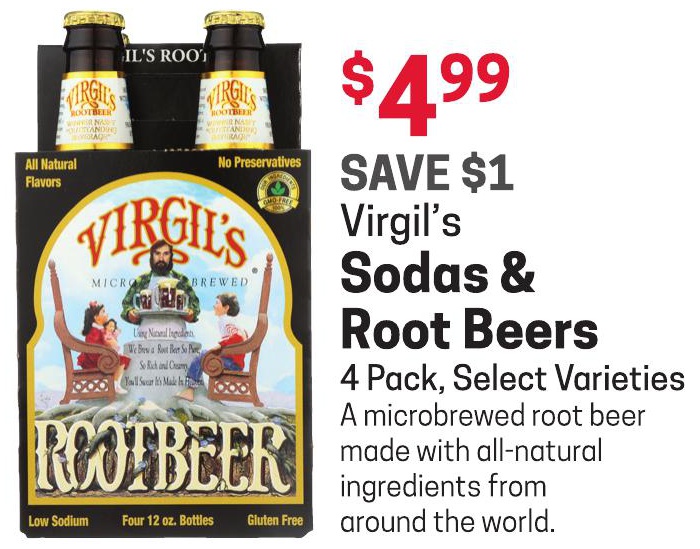 IL'S ROOT
VIRGIL'S
ROOTBEER
VIRGIL'S
ROOTBEER
All Natural
Flavors
No Preservatives
OUR INGREDIENTS
GMO-FREE
100%
VIRGIL'S
MICRO BREWED
Using Natural Ingredients,
We Brew a Root Beer So Pure,
So Rich and Creamy,
You'll Swear It's Made In
ROOTBEER
Low Sodium
Four 12 oz. Bottles
Gluten Free
$4.99
SAVE $1
Virgil's
Sodas &
Root Beers
4 Pack, Select Varieties
A microbrewed root beer
made with all-natural
ingredients from
around the world.